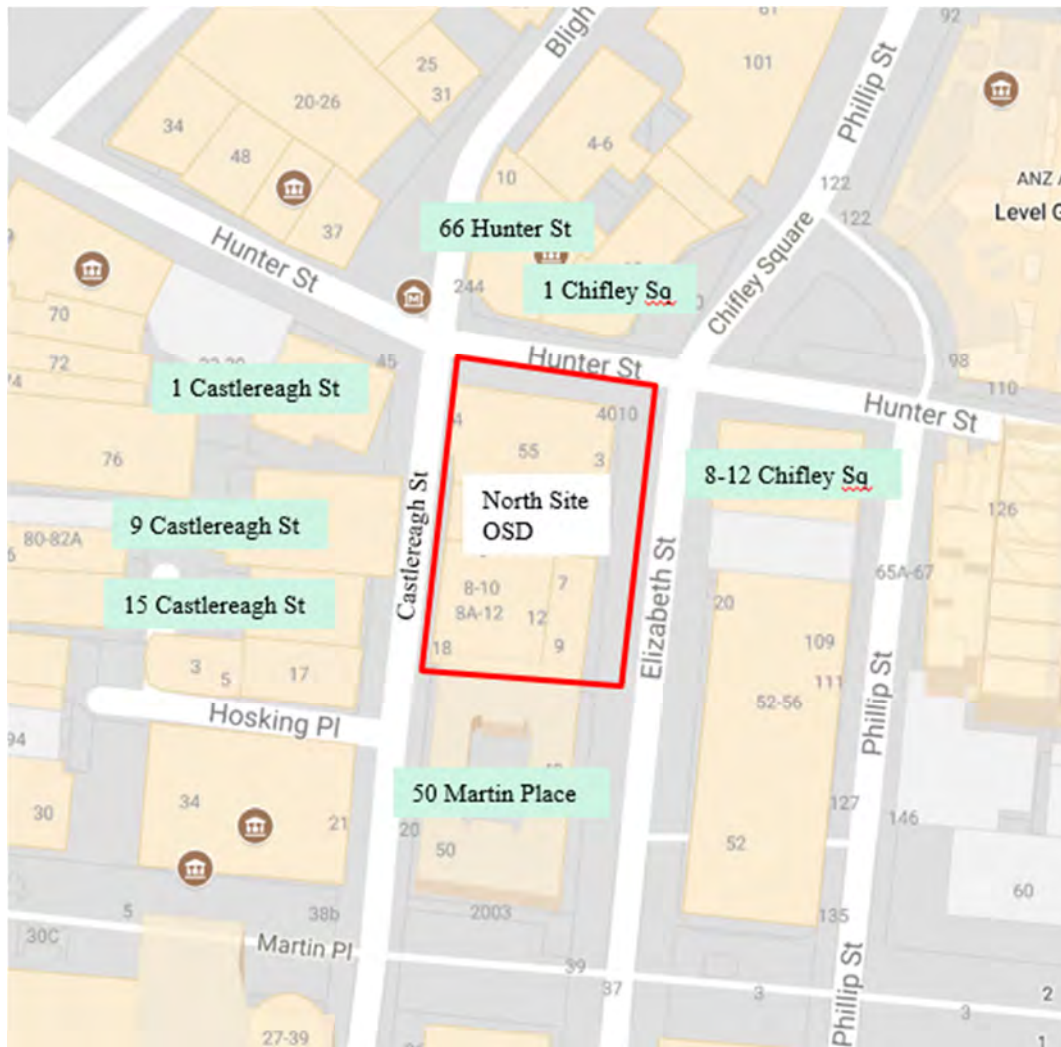 92
61
25
101
31
20-26
34
48
4-6
10
37
Phillip St
122
122
ANZ
Level
66 Hunter St
Hunter St
244
1 Chifley Sq
Chifley Square
70
72
74
45
1 Castlereagh St
Hunter St
98
110
Hunter St
4
4010
55
3
76
8-12 Chifley Sq
North Site
OSD
9 Castlereagh St
80-82A
126
15 Castlereagh St
Castlereagh St
8-10
8A-12
7
12
9
18
20
Elizabeth St
65A-67
109
111
52-56
3
5
17
Hosking Pl
94
Phillip St
50 Martin Place
34
21
30
20
50
127
146
52
60
5
38b
2003
135
30C
Martin Pl
39
37
3
2
3
Phillip St
27-39
1